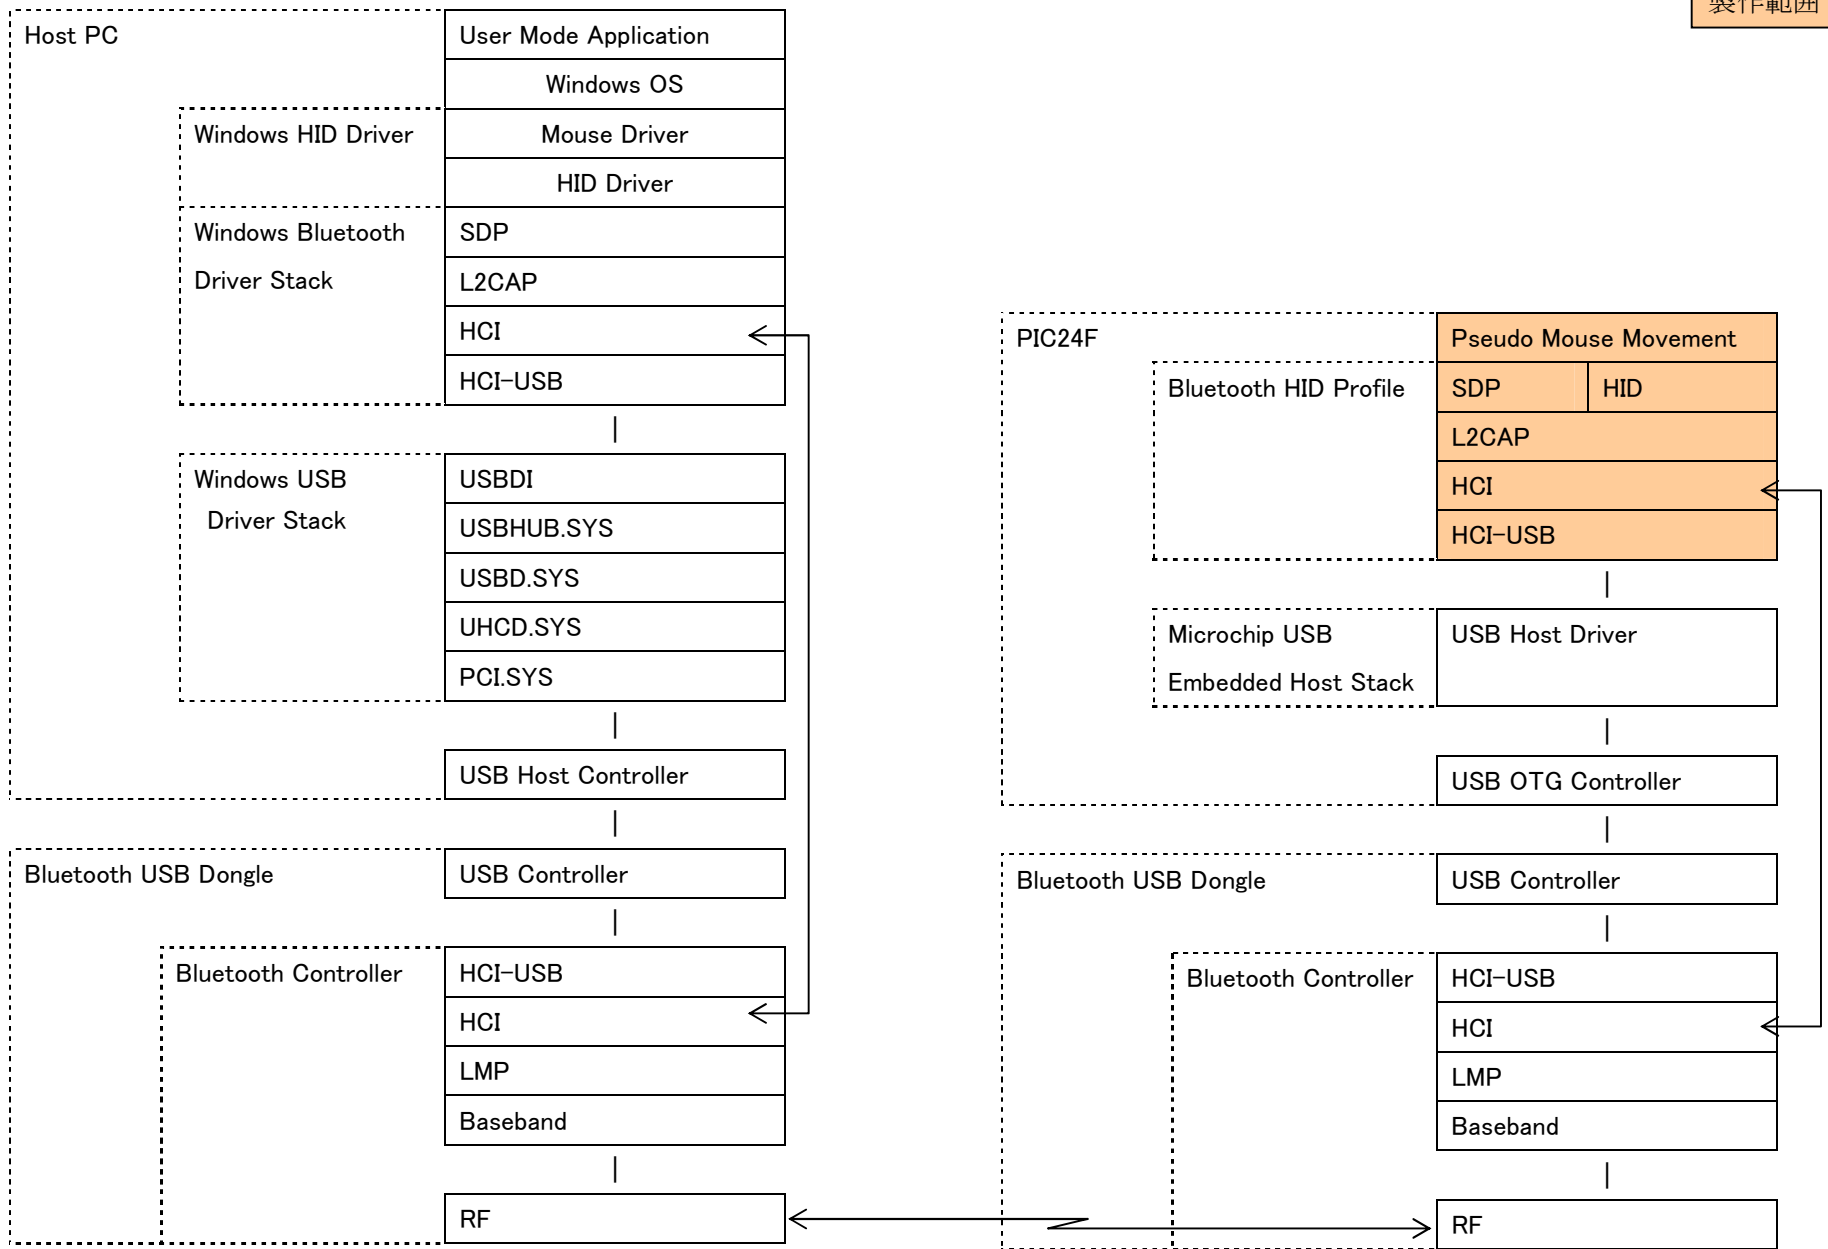 製作範囲
Host PC
User Mode Application
Windows OS
Windows HID Driver
Mouse Driver
HID Driver
Windows Bluetooth
Driver Stack
SDP
L2CAP
HCI
HCI-USB
Windows USB
Driver Stack
USBDI
USBHUB.SYS
USBD.SYS
UHCD.SYS
PCI.SYS
USB Host Controller
Bluetooth USB Dongle
USB Controller
Bluetooth Controller
HCI-USB
HCI
LMP
Baseband
RF
PIC24F
Pseudo Mouse Movement
Bluetooth HID Profile
SDP
HID
L2CAP
HCI
HCI-USB
Microchip USB
Embedded Host Stack
USB Host Driver
USB OTG Controller
Bluetooth USB Dongle
USB Controller
Bluetooth Controller
HCI-USB
HCI
LMP
Baseband
RF